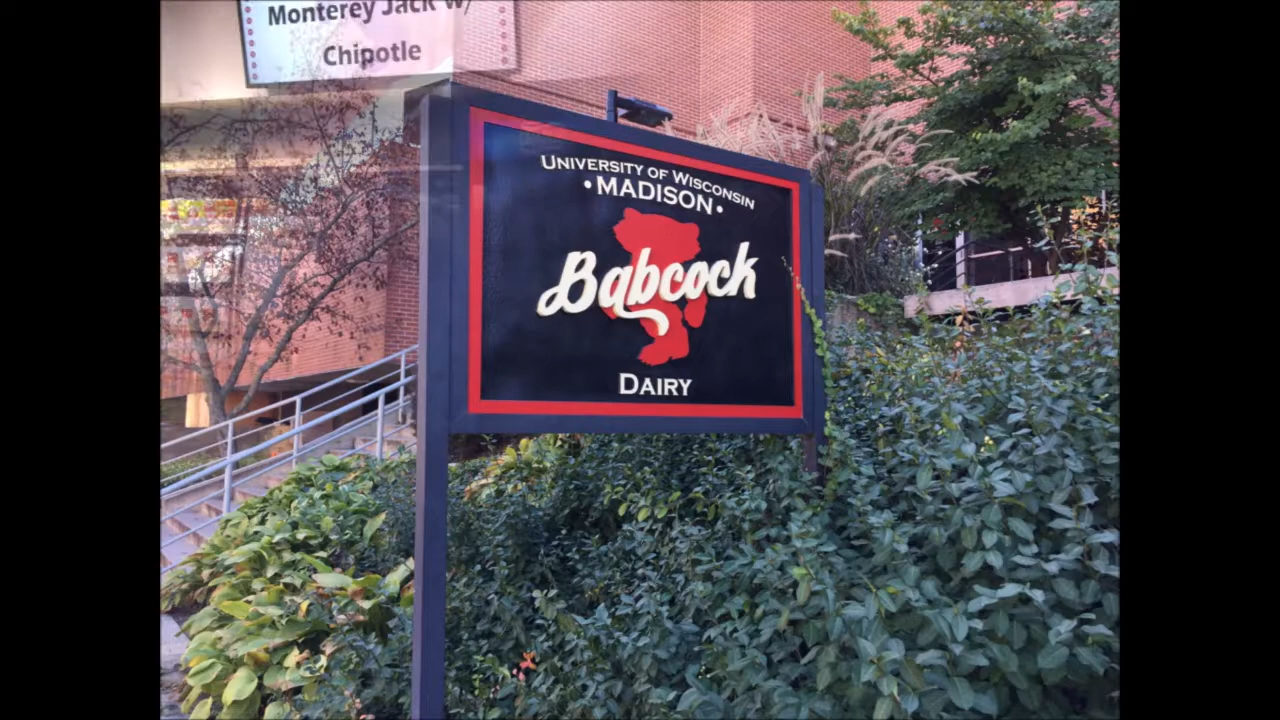 Monterey Jack w/
Chipotle
UNIVERSITY OF WISCONSIN
•MADISON•
Babcock
DAIRY